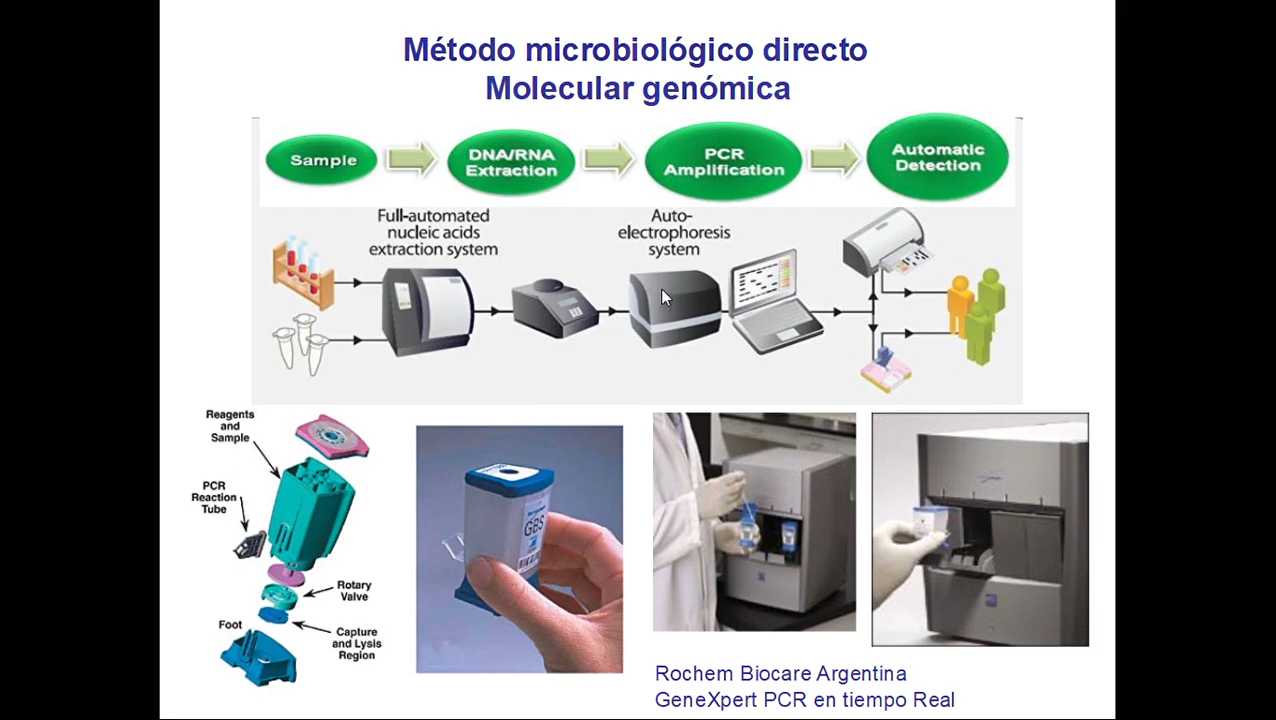 Método microbiológico directo
Molecular genómica
Sample
DNA/RNA
Extraction
PCR
Amplification
Automatic
Detection
Full-automated
nucleic acids
extraction system
Auto-
electrophoresis
system
Reagents
and
Sample
PCR
Reaction
Tube
Rotary
Valve
Foot
Capture
and Lysis
Region
GBS
Rochem Biocare Argentina
GeneXpert PCR en tiempo Real